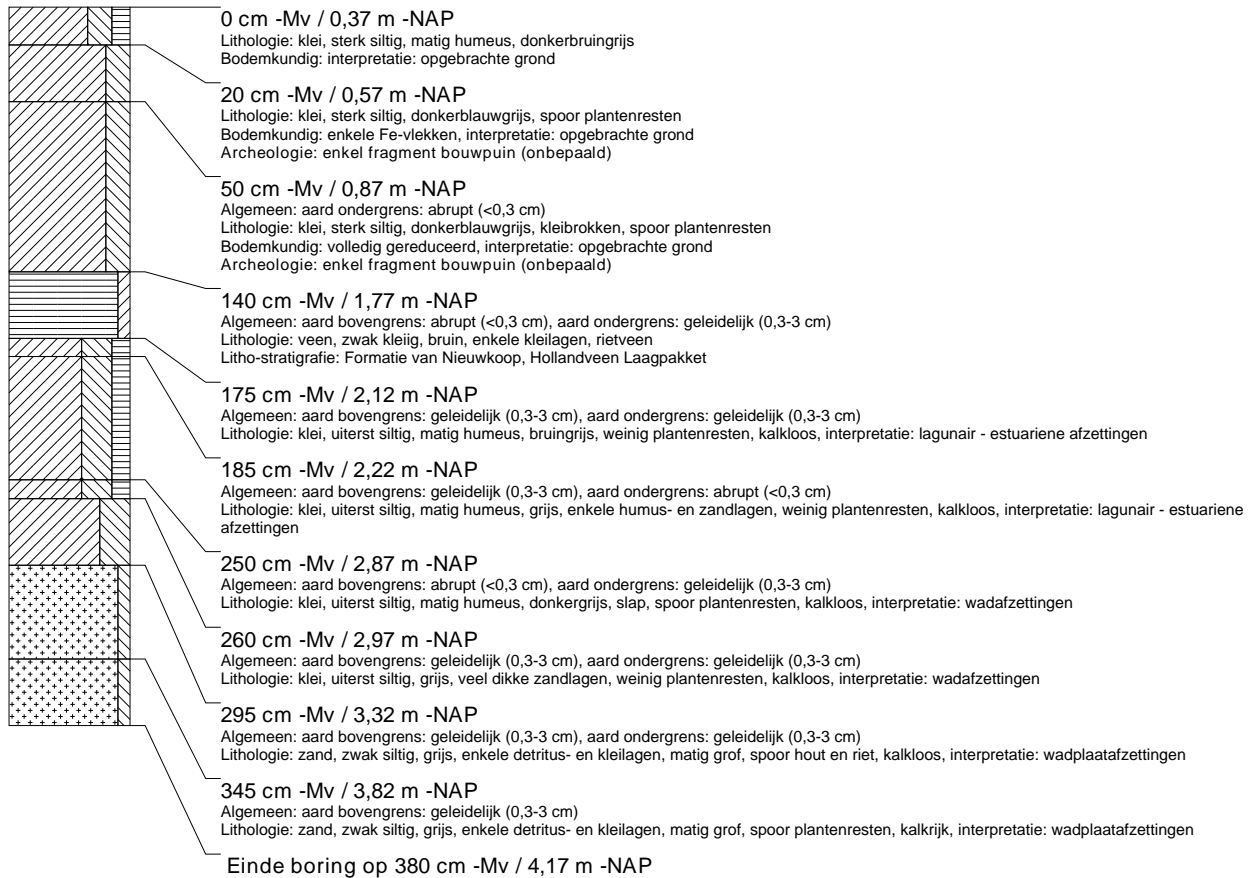 0 cm -Mv / 0,37 m -NAP
Lithologie: klei, sterk siltig, matig humeus, donkerbruingrijs
Bodemkundig: interpretatie: opgebrachte grond
20 cm -Mv / 0,57 m -NAP
Lithologie: klei, sterk siltig, donkerblauwgrijs, spoor plantenresten
Bodemkundig: enkele Fe-vlekken, interpretatie: opgebrachte grond
Archeologie: enkel fragment bouwpuin (onbepaald)
50 cm -Mv / 0,87 m -NAP
Algemeen: aard ondergrens: abrupt (<0,3 cm)
Lithologie: klei, sterk siltig, donkerblauwgrijs, kleibrokken, spoor plantenresten
Bodemkundig: volledig gereduceerd, interpretatie: opgebrachte grond
Archeologie: enkel fragment bouwpuin (onbepaald)
140 cm -Mv / 1,77 m -NAP
Algemeen: aard bovengrens: abrupt (<0,3 cm), aard ondergrens: geleidelijk (0,3-3 cm)
Lithologie: veen, zwak kleiig, bruin, enkele kleilagen, rietveen
Litho-stratigrafie: Formatie van Nieuwkoop, Hollandveen Laagpakket
175 cm -Mv / 2,12 m -NAP
Algemeen: aard bovengrens: geleidelijk (0,3-3 cm), aard ondergrens: geleidelijk (0,3-3 cm)
Lithologie: klei, uiterst siltig, matig humeus, bruingrijs, weinig plantenresten, kalkloos, interpretatie: lagunair - estuariene afzettingen
185 cm -Mv / 2,22 m -NAP
Algemeen: aard bovengrens: geleidelijk (0,3-3 cm), aard ondergrens: abrupt (<0,3 cm)
Lithologie: klei, uiterst siltig, matig humeus, grijs, enkele humus- en zandlagen, weinig plantenresten, kalkloos, interpretatie: lagunair - estuariene
afzettingen
250 cm -Mv / 2,87 m -NAP
Algemeen: aard bovengrens: abrupt (<0,3 cm), aard ondergrens: geleidelijk (0,3-3 cm)
Lithologie: klei, uiterst siltig, matig humeus, donkergrijs, slap, spoor plantenresten, kalkloos, interpretatie: wadafzettingen
260 cm -Mv / 2,97 m -NAP
Algemeen: aard bovengrens: geleidelijk (0,3-3 cm), aard ondergrens: geleidelijk (0,3-3 cm)
Lithologie: klei, uiterst siltig, grijs, veel dikke zandlagen, weinig plantenresten, kalkloos, interpretatie: wadafzettingen
295 cm -Mv / 3,32 m -NAP
Algemeen: aard bovengrens: geleidelijk (0,3-3 cm), aard ondergrens: geleidelijk (0,3-3 cm)
Lithologie: zand, zwak siltig, grijs, enkele detritus- en kleilagen, matig grof, spoor hout en riet, kalkloos, interpretatie: wadplaatafzettingen
345 cm -Mv / 3,82 m -NAP
Algemeen: aard bovengrens: geleidelijk (0,3-3 cm)
Lithologie: zand, zwak siltig, grijs, enkele detritus- en kleilagen, matig grof, spoor plantenresten, kalkrijk, interpretatie: wadplaatafzettingen
Einde boring op 380 cm -Mv / 4,17 m -NAP